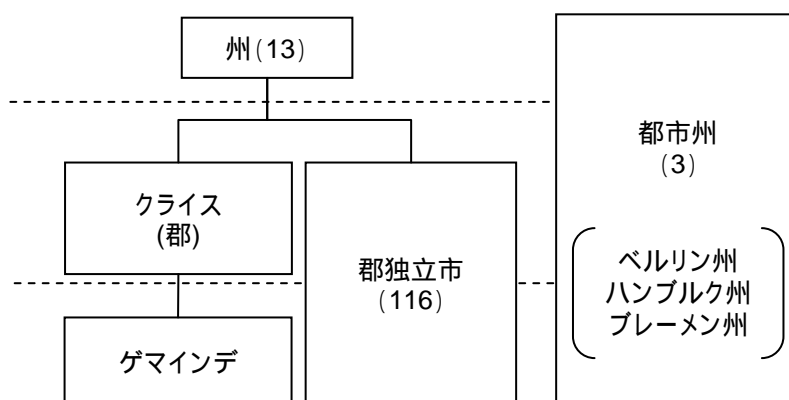 州(13)
都市州
(3)
クライス
(郡)
郡独立市
(116)
ベルリン州
ハンブルク州
ブレーメン州
ゲマインデ